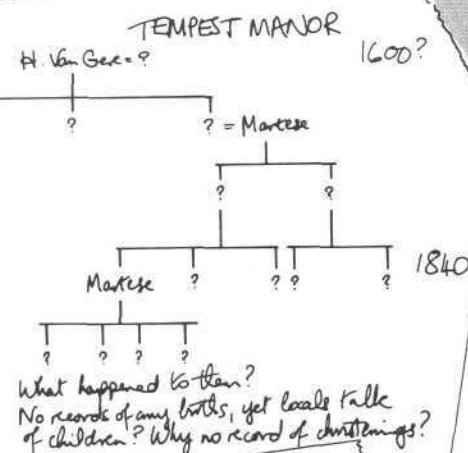 TEMPEST MANOR
1600?
H. Van Gere = ?
? ? = Martese
? ?
Martese ? ? ? ? 1840
? ? ? ?
What happened to them?
No records of any births, yet locals talk
of children? Why no record of christenings?